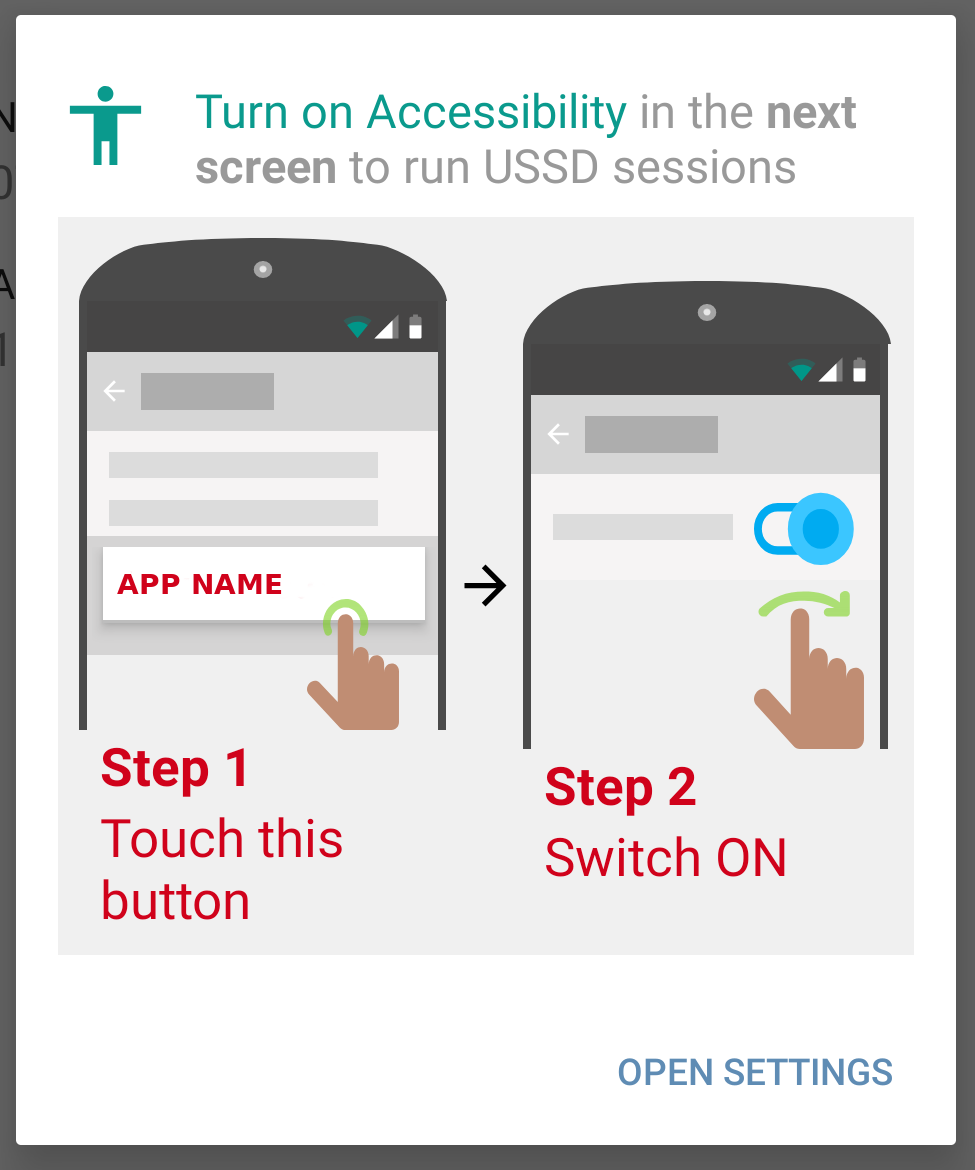 Turn on Accessibility in the next
screen to run USSD sessions
APP NAME
Step 1
Touch this
button
Step 2
Switch ON
OPEN SETTINGS